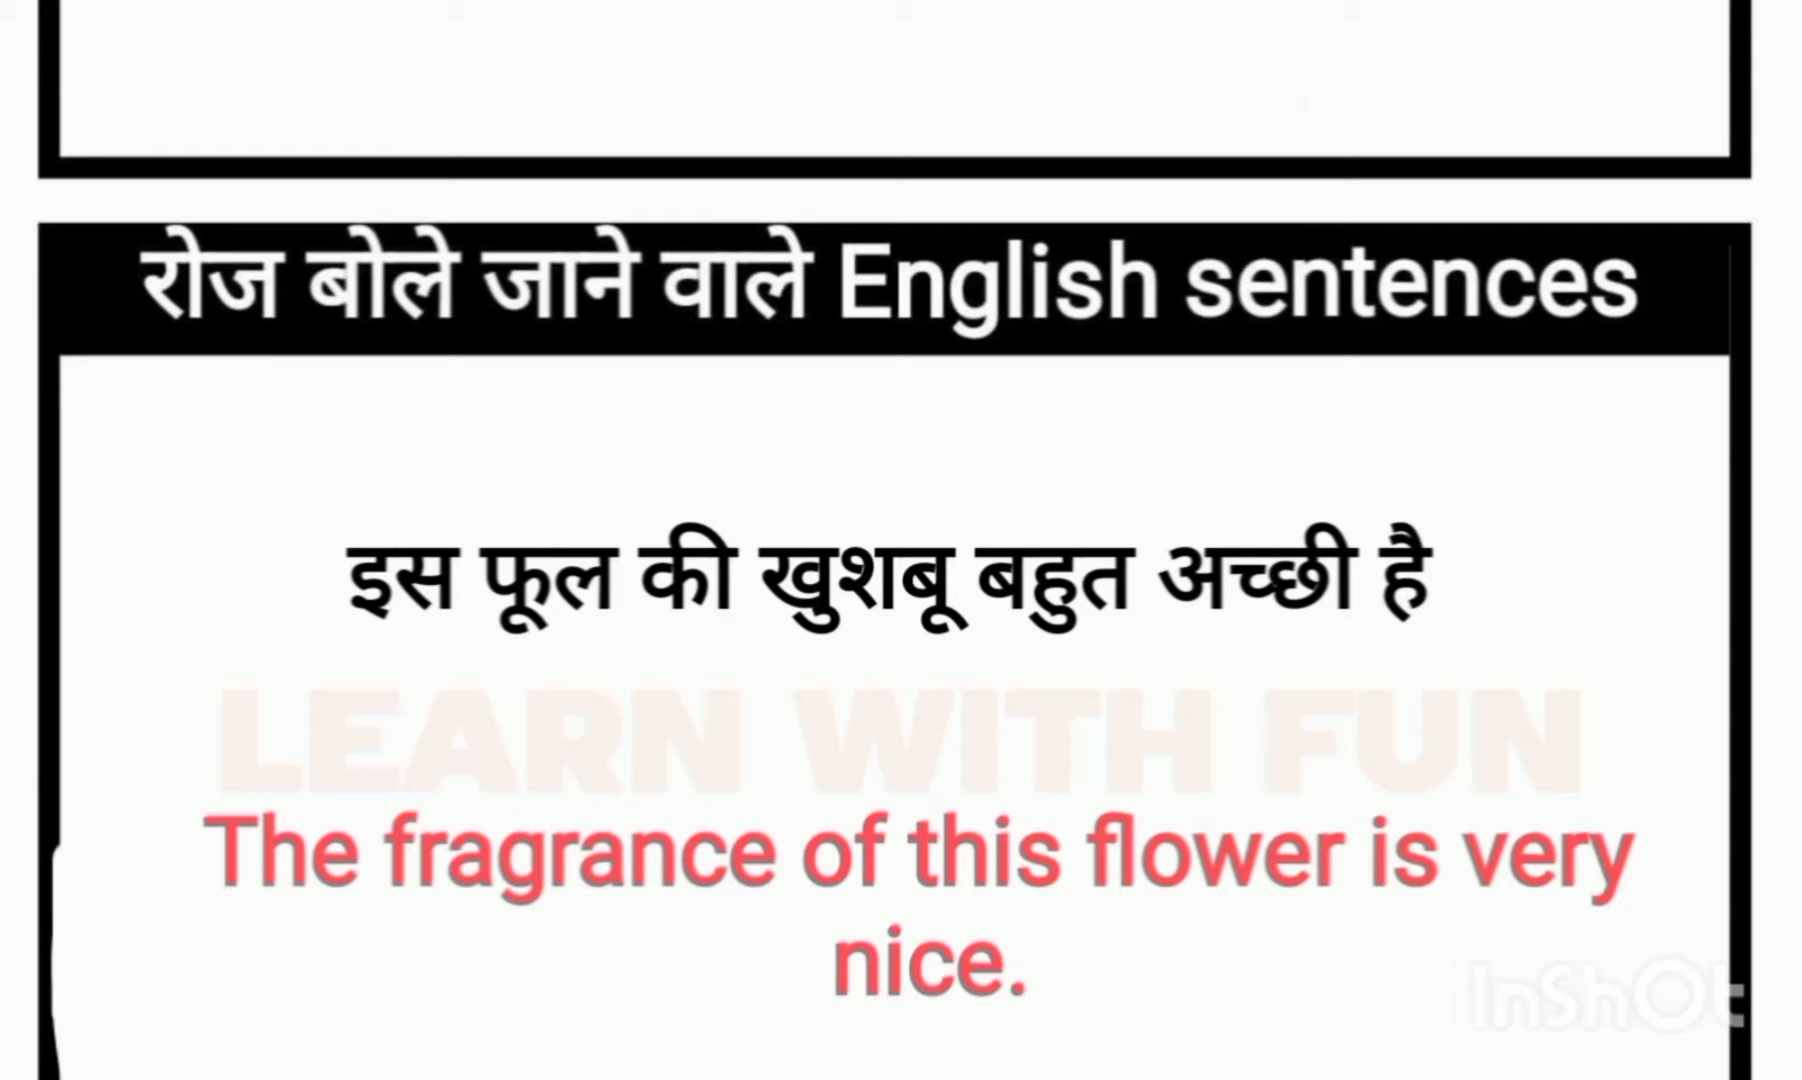 रोज बोले जाने वाले English sentences
इस फूल की खुशबू बहुत अच्छी है
LEARN WITH FUN
The fragrance of this flower is very
nice.
InShOt